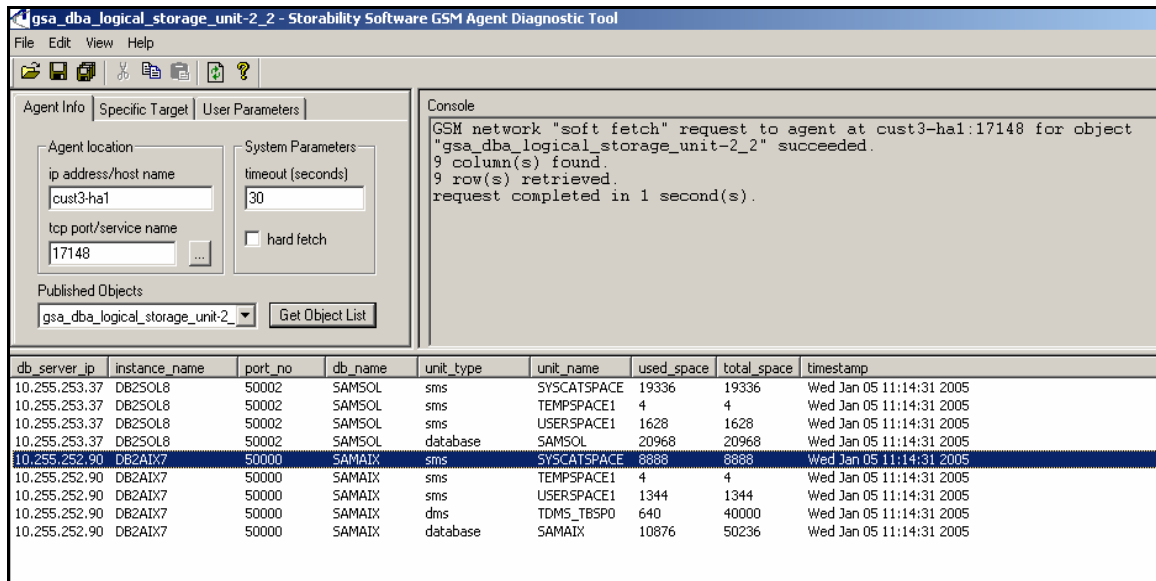 gsa_dba_logical_storage_unit-2_2 - Storability Software GSM Agent Diagnostic Tool
File Edit View Help
Agent Info Specific Target User Parameters
Agent location
ip address/host name
cust3-ha1
tcp port/service name
17148 ...
System Parameters
timeout (seconds)
30
hard fetch
Published Objects
gsa_dba_logical_storage_unit-2_ Get Object List
Console
GSM network "soft fetch" request to agent at cust3-ha1:17148 for object
"gsa_dba_logical_storage_unit-2_2" succeeded.
9 column(s) found.
9 row(s) retrieved.
request completed in 1 second(s).
db_server_ip instance_name port_no db_name unit_type unit_name used_space total_space timestamp
10.255.253.37 DB2SOL8 50002 SAMSOL sms SYSCATSPACE 19336 19336 Wed Jan 05 11:14:31 2005
10.255.253.37 DB2SOL8 50002 SAMSOL sms TEMPSPACE1 4 4 Wed Jan 05 11:14:31 2005
10.255.253.37 DB2SOL8 50002 SAMSOL sms USERSPACE1 1628 1628 Wed Jan 05 11:14:31 2005
10.255.253.37 DB2SOL8 50002 SAMSOL database SAMSOL 20968 20968 Wed Jan 05 11:14:31 2005
10.255.252.90 DB2AIX7 50000 SAMAIX sms SYSCATSPACE 8888 8888 Wed Jan 05 11:14:31 2005
10.255.252.90 DB2AIX7 50000 SAMAIX sms TEMPSPACE1 4 4 Wed Jan 05 11:14:31 2005
10.255.252.90 DB2AIX7 50000 SAMAIX sms USERSPACE1 1344 1344 Wed Jan 05 11:14:31 2005
10.255.252.90 DB2AIX7 50000 SAMAIX dms TDMS_TBSP0 640 40000 Wed Jan 05 11:14:31 2005
10.255.252.90 DB2AIX7 50000 SAMAIX database SAMAIX 10876 50236 Wed Jan 05 11:14:31 2005